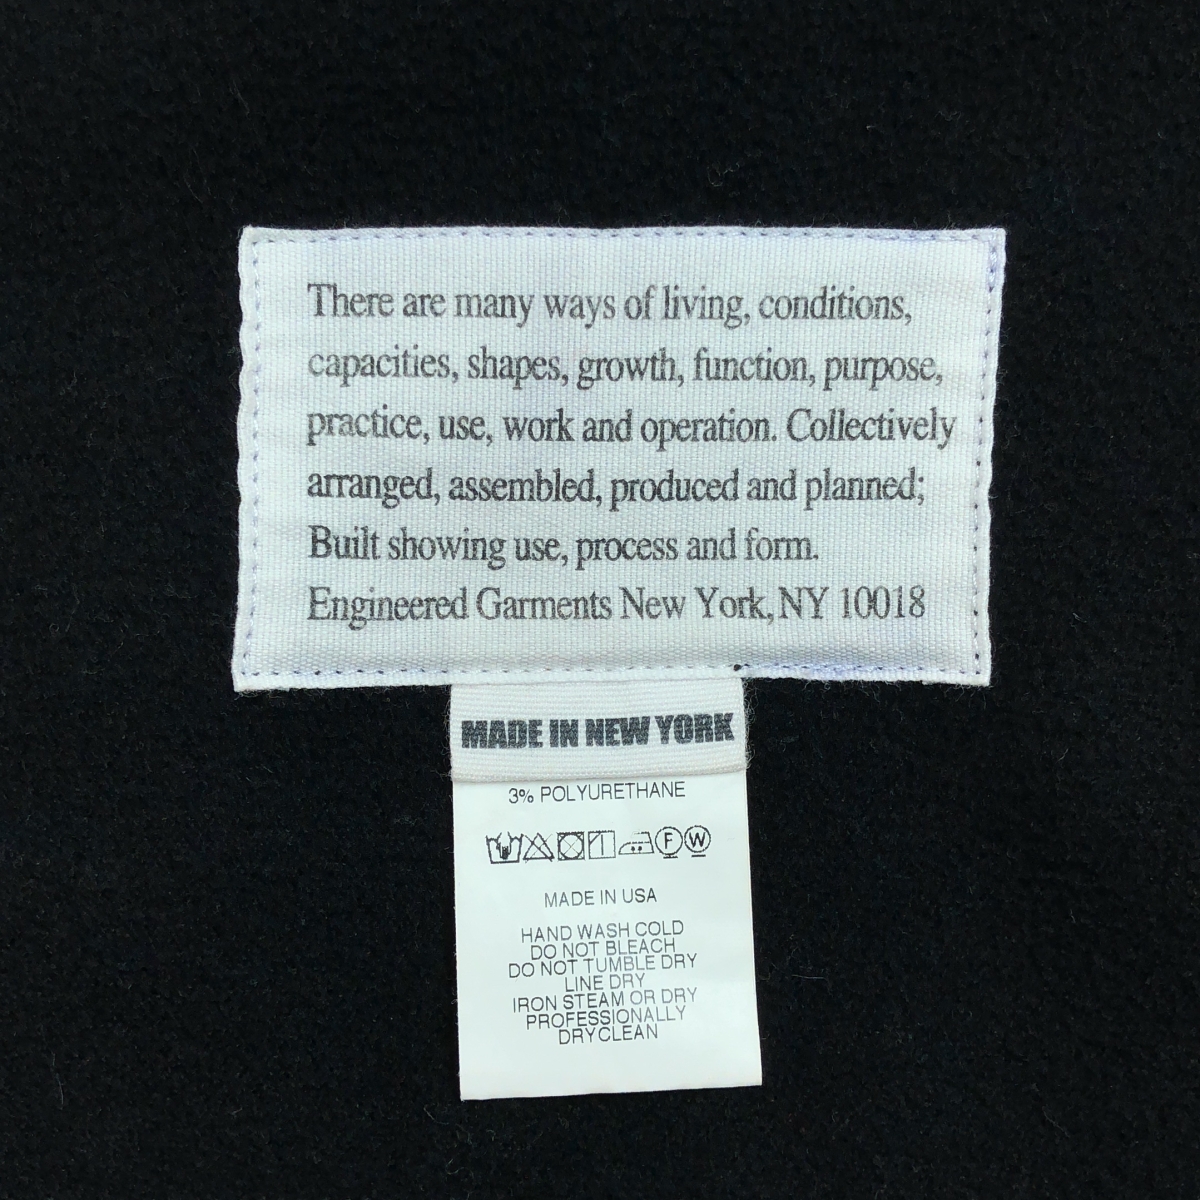 There are many ways of living, conditions,
capacities, shapes, growth, function, purpose,
practice, use, work and operation. Collectively
arranged, assembled, produced and planned;
Built showing use, process and form.
Engineered Garments New York, NY 10018
MADE IN NEW YORK
3% POLYURETHANE
F W
MADE IN USA
HAND WASH COLD
DO NOT BLEACH
DO NOT TUMBLE DRY
LINE DRY
IRON STEAM OR DRY
PROFESSIONALLY
DRYCLEAN